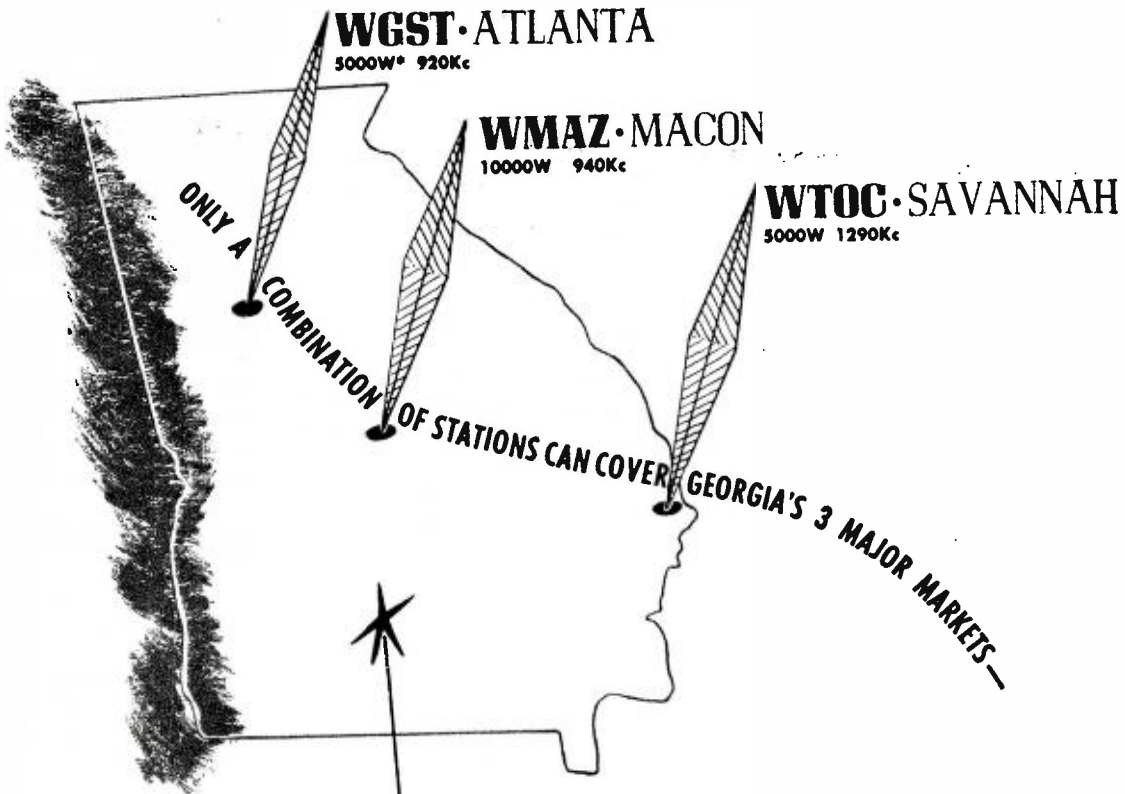 WGST·ATLANTA
5000W* 920Kc
WMAZ·MACON
10000W 940Kc
WTOC·SAVANNAH
5000W 1290Kc
ONLY A COMBINATION OF STATIONS CAN COVER GEORGIA'S 3 MAJOR MARKETS—